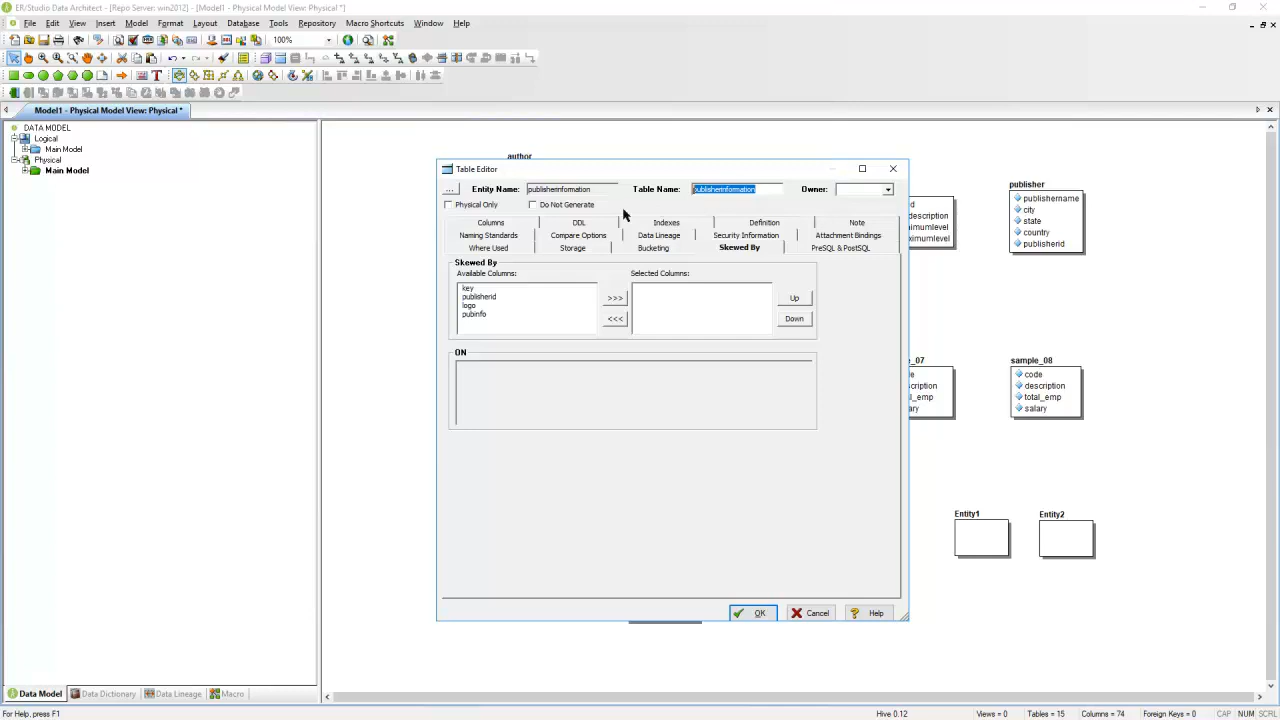 ER/Studio Data Architect - [Repo Server: win2012] - [Model1 - Physical Model View: Physical *]
File Edit View Insert Model Format Layout Database Tools Repository Macro Shortcuts Window Help
100%
Model1 - Physical Model View: Physical *
DATA MODEL
Logical
Main Model
Physical
Main Model
author
Table Editor
... Entity Name: publisherinformation Table Name: publisherinformation Owner:
Physical Only Do Not Generate
Columns DDL Indexes Definition Note
Naming Standards Compare Options Data Lineage Security Information Attachment Bindings
Where Used Storage Bucketing Skewed By PreSQL & PostSQL
Skewed By
Available Columns: Selected Columns:
key
publisherid
logo
pubinfo
>>> Up
<<< Down
ON
OK Cancel Help
d
description
imumlevel
imumlevel
publisher
publishername
city
state
country
publisherid
_07
de
cription
l_emp
ary
sample_08
code
description
total_emp
salary
Entity1 Entity2
Data Model Data Dictionary Data Lineage Macro
For Help, press F1 Hive 0.12 Views = 0 Tables = 15 Columns = 74 Foreign Keys = 0 CAP NUM SCRL